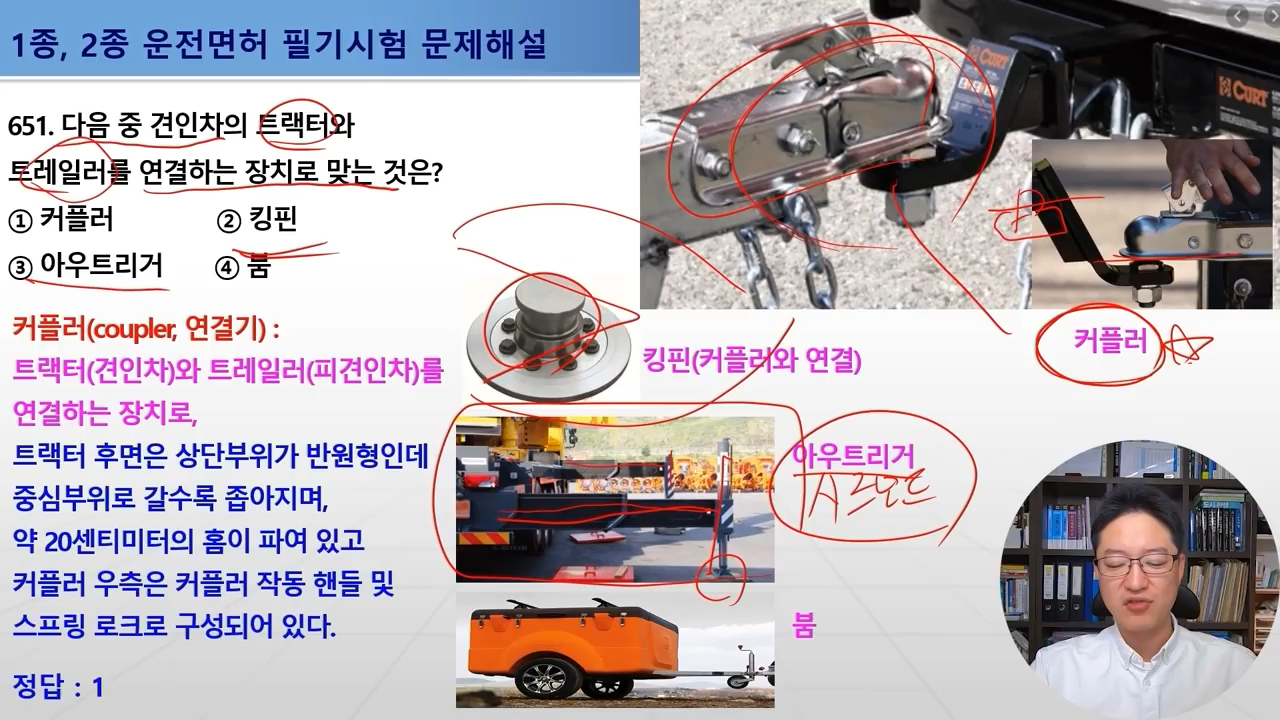 1종, 2종 운전면허 필기시험 문제해설
651. 다음 중 견인차의 트랙터와
트레일러를 연결하는 장치로 맞는 것은?
① 커플러 ② 킹핀
③ 아우트리거 ④ 붐
커플러(coupler, 연결기) :
트랙터(견인차)와 트레일러(피견인차)를
연결하는 장치로,
트랙터 후면은 상단부위가 반원형인데
중심부위로 갈수록 좁아지며,
약 20센티미터의 홈이 파여 있고
커플러 우측은 커플러 작동 핸들 및
스프링 로크로 구성되어 있다.
정답 : 1
CURT
CURT
커플러
킹핀(커플러와 연결)
아우트리거
붐